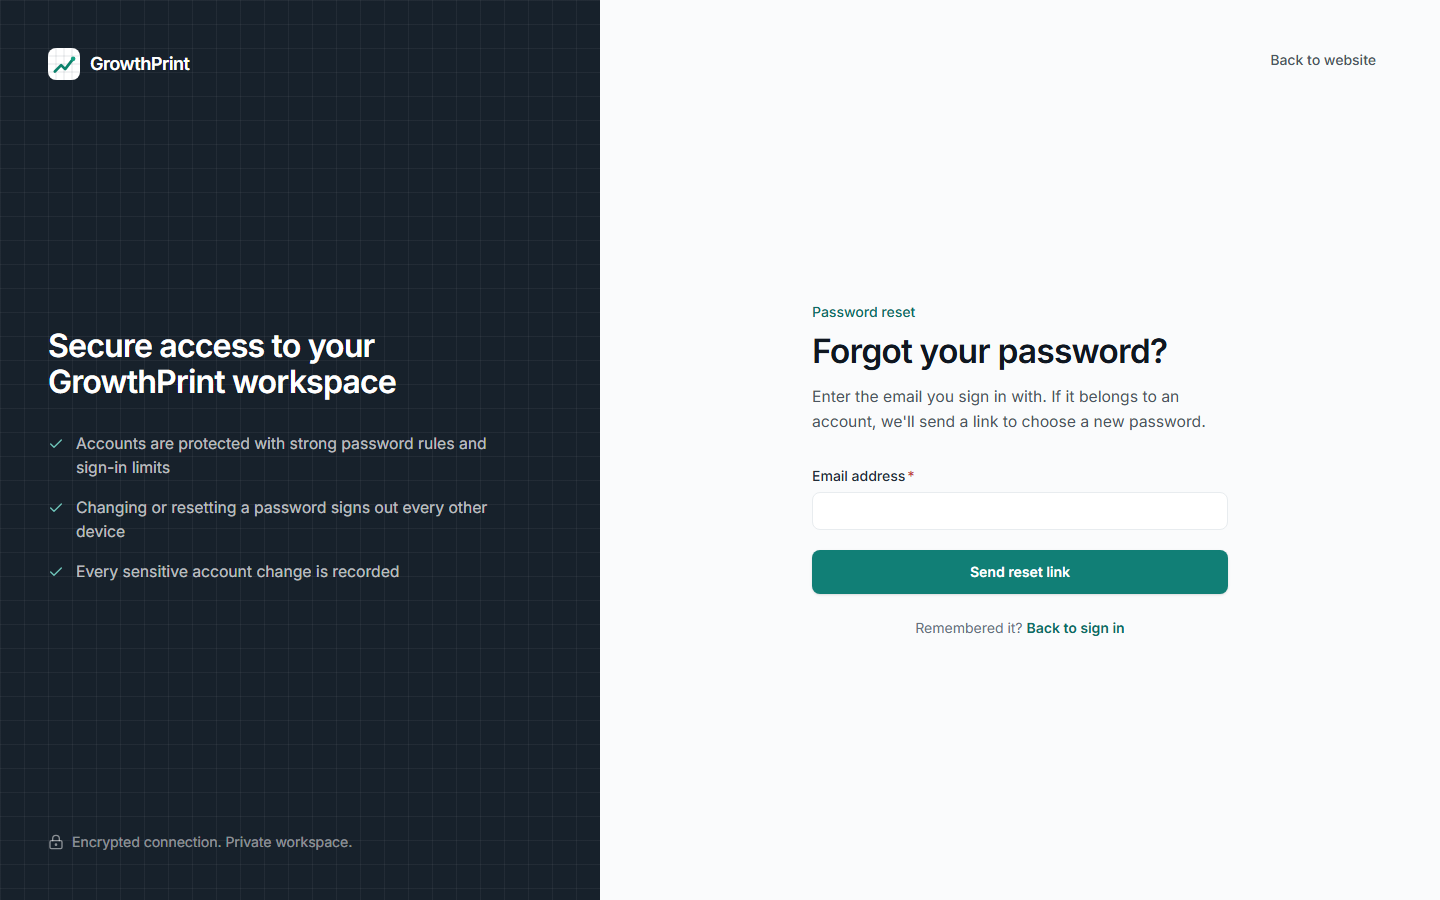 GrowthPrint
Back to website
Secure access to your
GrowthPrint workspace
Accounts are protected with strong password rules and
sign-in limits
Changing or resetting a password signs out every other
device
Every sensitive account change is recorded
Encrypted connection. Private workspace.
Password reset
Forgot your password?
Enter the email you sign in with. If it belongs to an
account, we'll send a link to choose a new password.
Email address*
Send reset link
Remembered it? Back to sign in